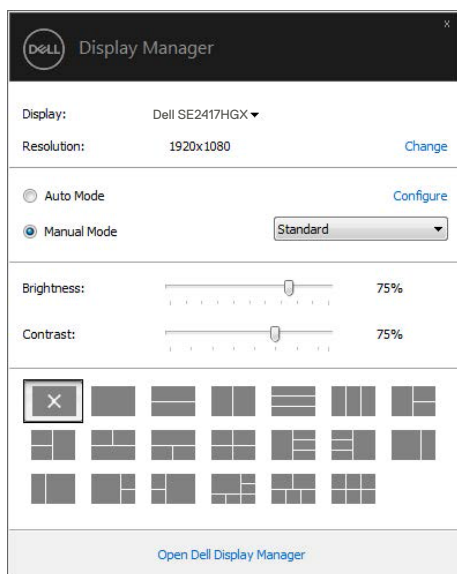 x
DELL Display Manager
Display: Dell SE2417HGX
Resolution: 1920x1080 Change
Auto Mode Configure
Manual Mode Standard
Brightness: 75%
Contrast: 75%
Open Dell Display Manager